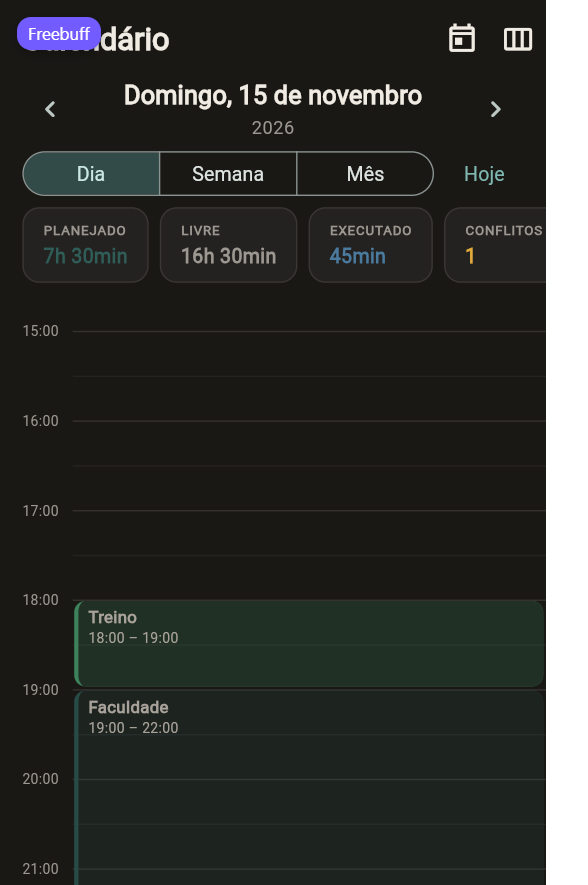 Freebuff
dário
Domingo, 15 de novembro
2026
Dia
Semana
Mês
Hoje
PLANEJADO
7h 30min
LIVRE
16h 30min
EXECUTADO
45min
CONFLITOS
1
15:00
16:00
17:00
18:00
Treino
18:00 – 19:00
19:00
Faculdade
19:00 – 22:00
20:00
21:00